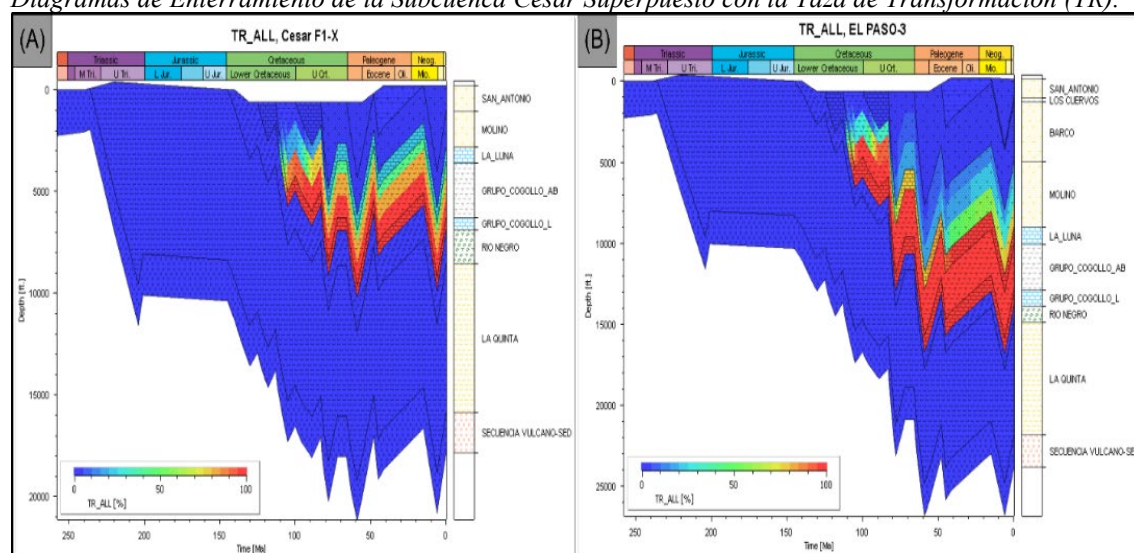 Diagramas de Enterramiento de la Subcuenca Cesar Superpuesto con la Taza de Transformación (TR).
(A)
TR_ALL, Cesar F1-X
Triassic Jurassic Cretaceous Paleogene Neog.
M Tri. U Tri. L Jur. U Jur. Lower Cretaceous U Crt. Eocene Oli. Mio.
0
5000
10000
15000
20000
Depth [ft.]
SAN_ANTONIO
MOLINO
LA_LUNA
GRUPO_COGOLLO_AB
GRUPO_COGOLLO_L
RIO NEGRO
LA QUINTA
SECUENCIA VULCANO-SED
0 50 100
TR_ALL [%]
250 200 150 100 50 0
Time [Ma]
(B)
TR_ALL, EL PASO-3
Triassic Jurassic Cretaceous Paleogene Neog.
M Tri. U Tri. L Jur. U Jur. Lower Cretaceous U Crt. Eocene Oli. Mio.
0
5000
10000
15000
20000
25000
Depth [ft.]
SAN_ANTONIO
LOS CUERVOS
BARCO
MOLINO
LA_LUNA
GRUPO_COGOLLO_AB
GRUPO_COGOLLO_L
RIO NEGRO
LA QUINTA
SECUENCIA VULCANO-SE
0 50 100
TR_ALL [%]
250 200 150 100 50 0
Time [Ma]